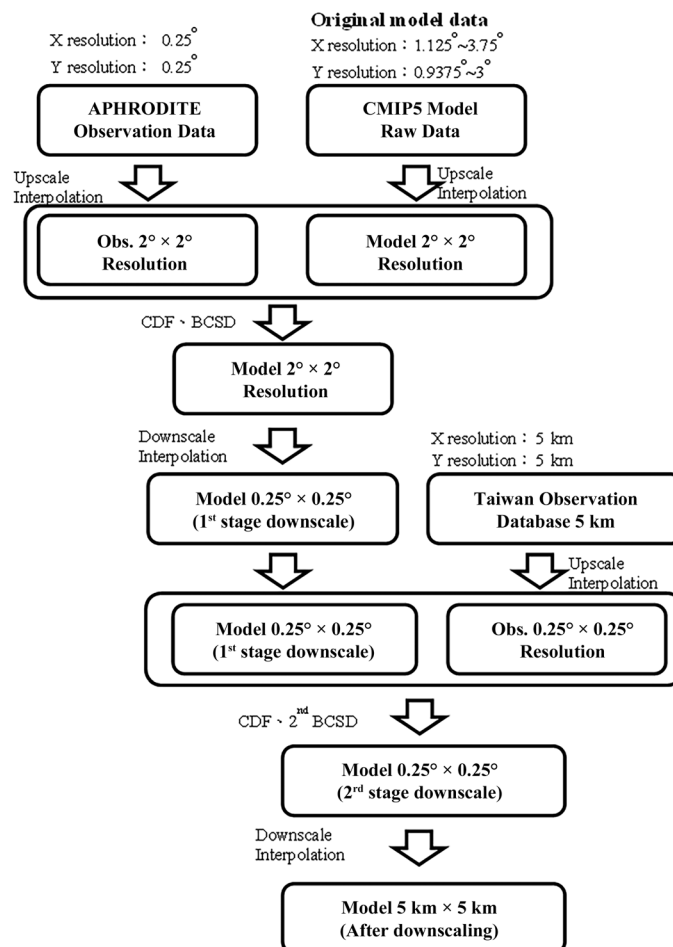 Original model data
X resolution： 0.25°
X resolution：1.125°~3.75°
Y resolution： 0.25°
Y resolution：0.9375°~3°
APHRODITE
Observation Data
CMIP5 Model
Raw Data
Upscale
Interpolation
Upscale
Interpolation
Obs. 2° × 2°
Resolution
Model 2° × 2°
Resolution
CDF、BCSD
Model 2° × 2°
Resolution
Downscale
Interpolation
X resolution：5 km
Y resolution：5 km
Model 0.25° × 0.25°
(1st stage downscale)
Taiwan Observation
Database 5 km
Upscale
Interpolation
Model 0.25° × 0.25°
(1st stage downscale)
Obs. 0.25° × 0.25°
Resolution
CDF、2nd BCSD
Model 0.25° × 0.25°
(2rd stage downscale)
Downscale
Interpolation
Model 5 km × 5 km
(After downscaling)